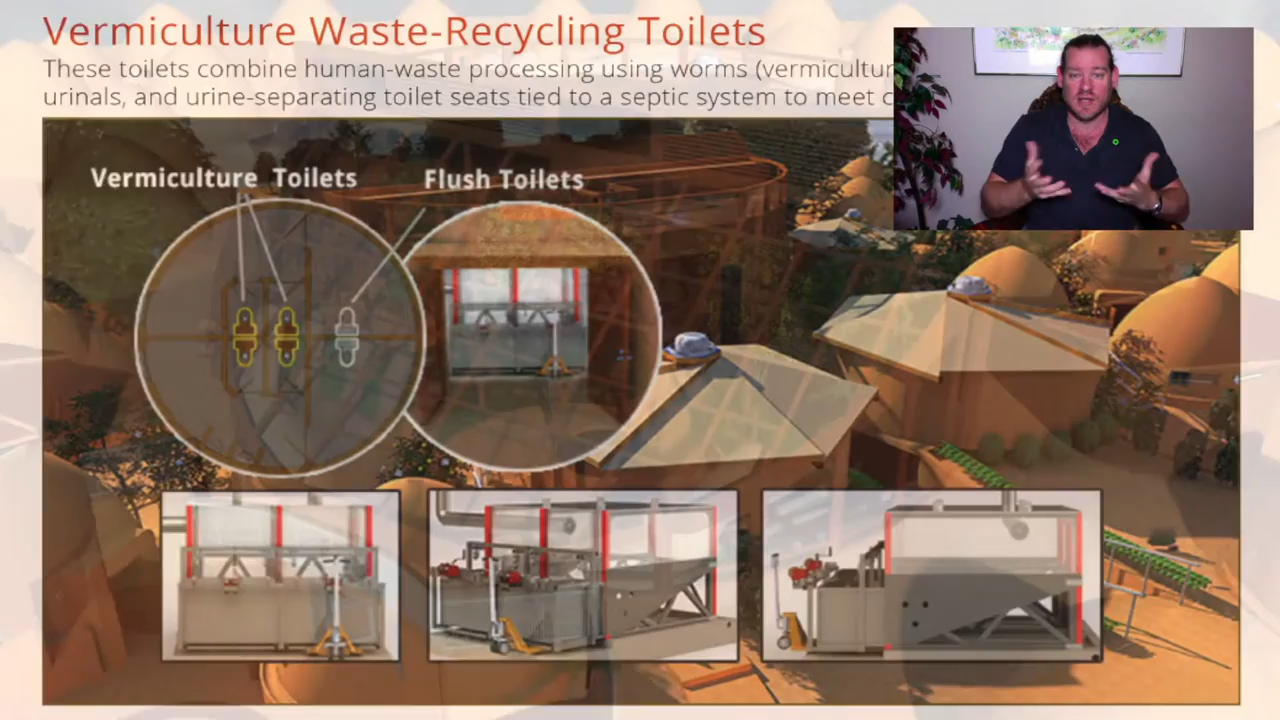 Vermiculture Waste-Recycling Toilets
These toilets combine human-waste processing using worms (vermicultur
urinals, and urine-separating toilet seats tied to a septic system to meet c
Vermiculture Toilets
Flush Toilets